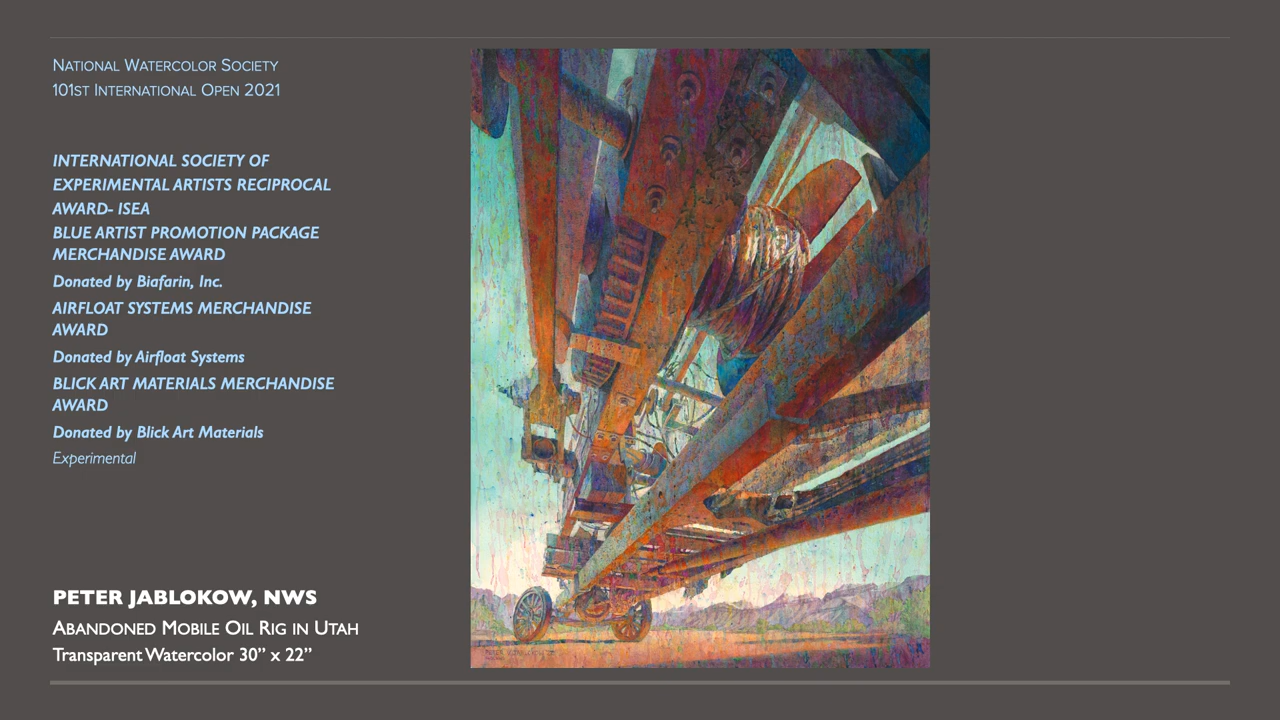 National Watercolor Society
101st International Open 2021
INTERNATIONAL SOCIETY OF
EXPERIMENTAL ARTISTS RECIPROCAL
AWARD- ISEA
BLUE ARTIST PROMOTION PACKAGE
MERCHANDISE AWARD
Donated by Biafarin, Inc.
AIRFLOAT SYSTEMS MERCHANDISE
AWARD
Donated by Airfloat Systems
BLICK ART MATERIALS MERCHANDISE
AWARD
Donated by Blick Art Materials
Experimental
PETER JABLOKOW, NWS
Abandoned Mobile Oil Rig in Utah
Transparent Watercolor 30” x 22”